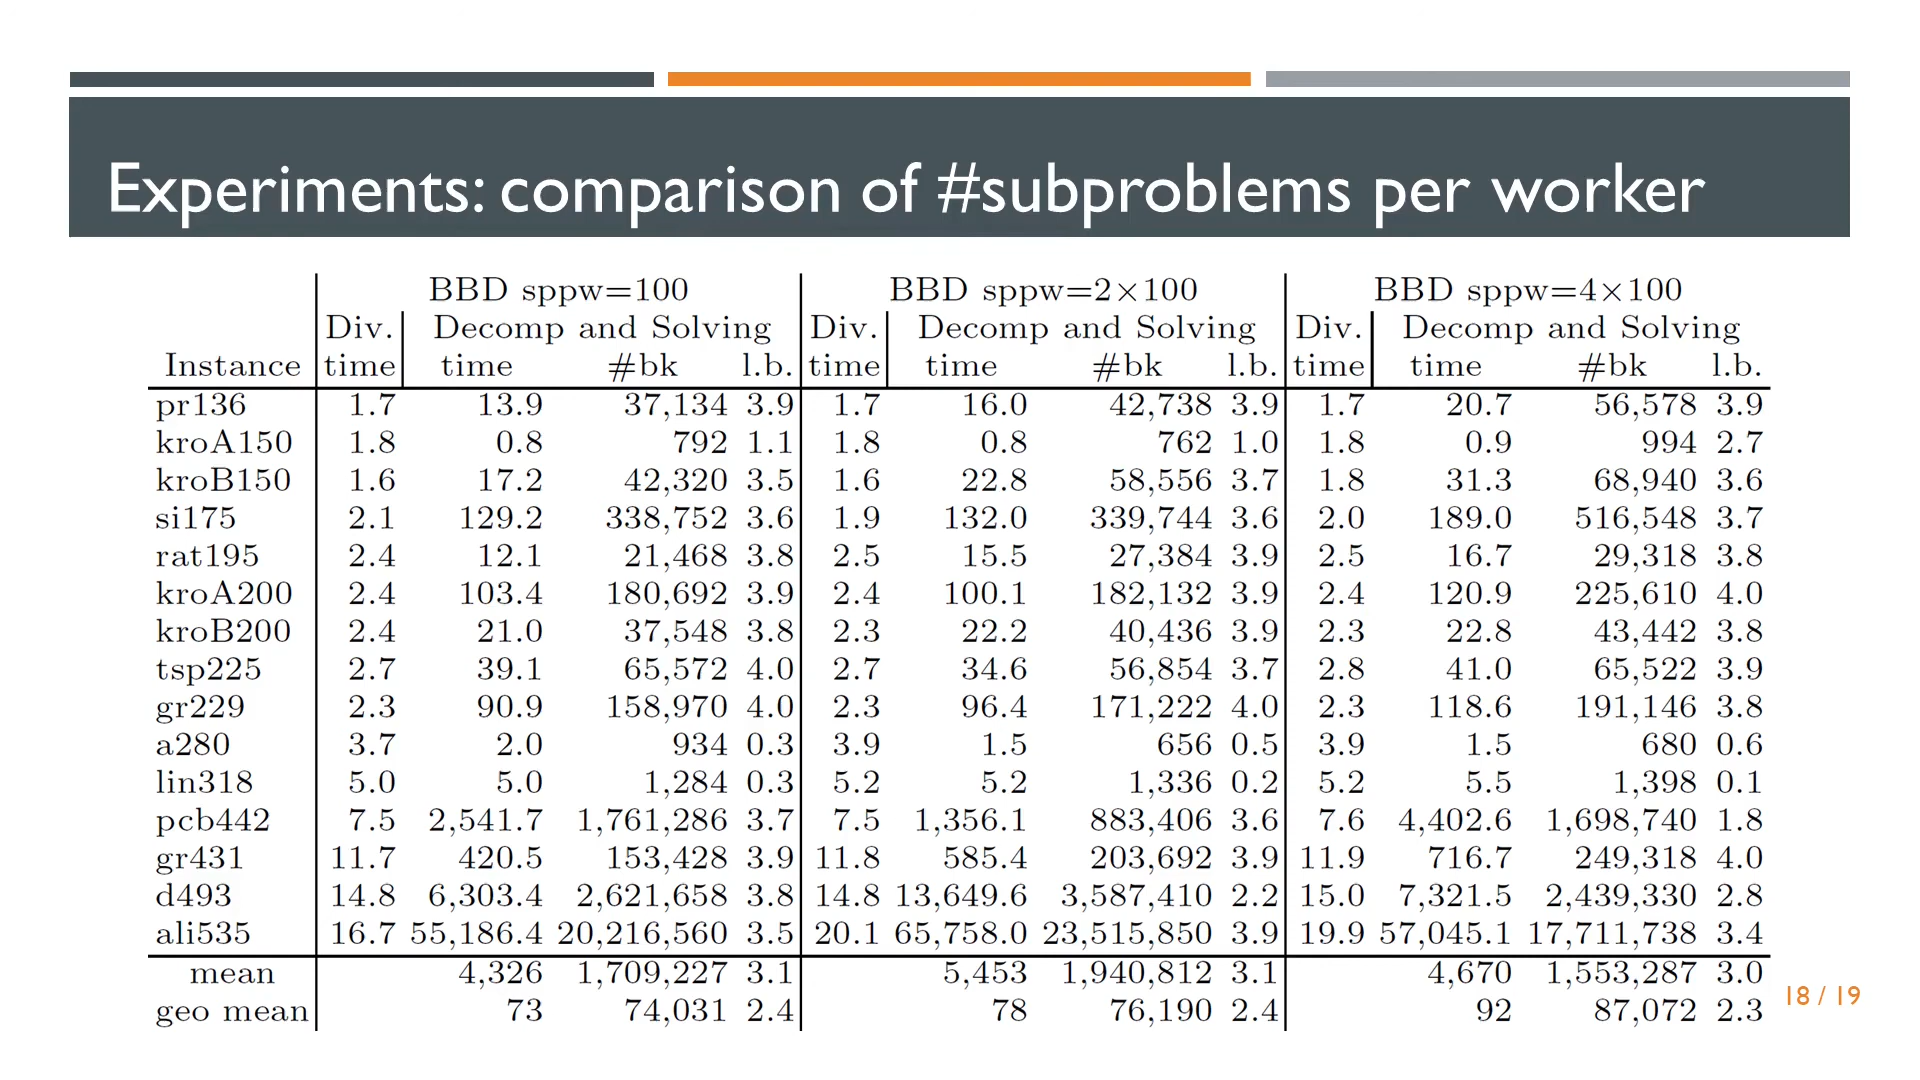 Experiments: comparison of #subproblems per worker
BBD sppw=100 BBD sppw=2×100 BBD sppw=4×100
Div. Decomp and Solving Div. Decomp and Solving Div. Decomp and Solving
Instance time time #bk l.b. time time #bk l.b. time time #bk l.b.
pr136 1.7 13.9 37,134 3.9 1.7 16.0 42,738 3.9 1.7 20.7 56,578 3.9
kroA150 1.8 0.8 792 1.1 1.8 0.8 762 1.0 1.8 0.9 994 2.7
kroB150 1.6 17.2 42,320 3.5 1.6 22.8 58,556 3.7 1.8 31.3 68,940 3.6
si175 2.1 129.2 338,752 3.6 1.9 132.0 339,744 3.6 2.0 189.0 516,548 3.7
rat195 2.4 12.1 21,468 3.8 2.5 15.5 27,384 3.9 2.5 16.7 29,318 3.8
kroA200 2.4 103.4 180,692 3.9 2.4 100.1 182,132 3.9 2.4 120.9 225,610 4.0
kroB200 2.4 21.0 37,548 3.8 2.3 22.2 40,436 3.9 2.3 22.8 43,442 3.8
tsp225 2.7 39.1 65,572 4.0 2.7 34.6 56,854 3.7 2.8 41.0 65,522 3.9
gr229 2.3 90.9 158,970 4.0 2.3 96.4 171,222 4.0 2.3 118.6 191,146 3.8
a280 3.7 2.0 934 0.3 3.9 1.5 656 0.5 3.9 1.5 680 0.6
lin318 5.0 5.0 1,284 0.3 5.2 5.2 1,336 0.2 5.2 5.5 1,398 0.1
pcb442 7.5 2,541.7 1,761,286 3.7 7.5 1,356.1 883,406 3.6 7.6 4,402.6 1,698,740 1.8
gr431 11.7 420.5 153,428 3.9 11.8 585.4 203,692 3.9 11.9 716.7 249,318 4.0
d493 14.8 6,303.4 2,621,658 3.8 14.8 13,649.6 3,587,410 2.2 15.0 7,321.5 2,439,330 2.8
ali535 16.7 55,186.4 20,216,560 3.5 20.1 65,758.0 23,515,850 3.9 19.9 57,045.1 17,711,738 3.4
mean 4,326 1,709,227 3.1 5,453 1,940,812 3.1 4,670 1,553,287 3.0
geo mean 73 74,031 2.4 78 76,190 2.4 92 87,072 2.3
18 / 19